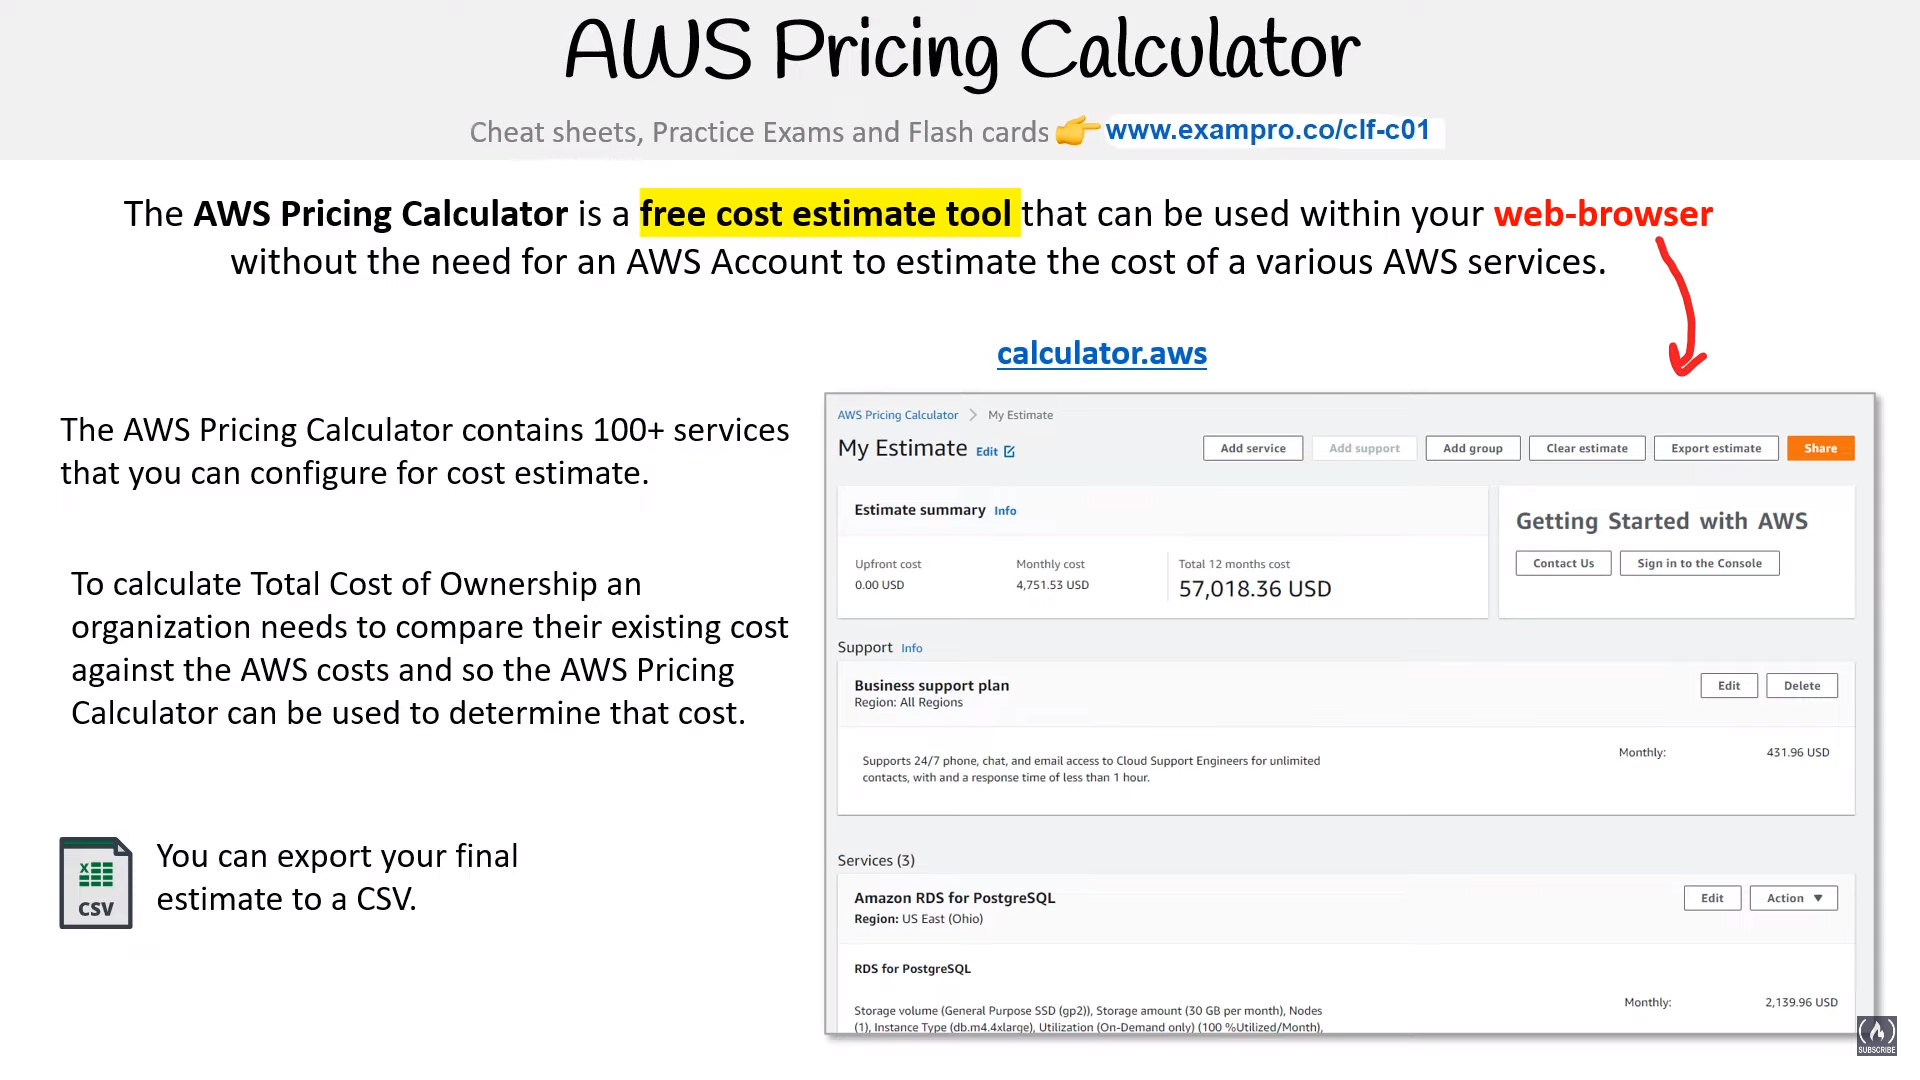 AWS Pricing Calculator
Cheat sheets, Practice Exams and Flash cards 👉 www.exampro.co/clf-c01
The AWS Pricing Calculator is a free cost estimate tool that can be used within your web-browser
without the need for an AWS Account to estimate the cost of a various AWS services.
calculator.aws
The AWS Pricing Calculator contains 100+ services
that you can configure for cost estimate.
To calculate Total Cost of Ownership an
organization needs to compare their existing cost
against the AWS costs and so the AWS Pricing
Calculator can be used to determine that cost.
CSV
You can export your final
estimate to a CSV.
AWS Pricing Calculator > My Estimate
My Estimate Edit
Add service Add support Add group Clear estimate Export estimate Share
Estimate summary Info
Upfront cost Monthly cost Total 12 months cost
0.00 USD 4,751.53 USD 57,018.36 USD
Getting Started with AWS
Contact Us Sign in to the Console
Support Info
Business support plan Edit Delete
Region: All Regions
Monthly: 431.96 USD
Supports 24/7 phone, chat, and email access to Cloud Support Engineers for unlimited
contacts, with and a response time of less than 1 hour.
Services (3)
Amazon RDS for PostgreSQL Edit Action ▼
Region: US East (Ohio)
RDS for PostgreSQL
Monthly: 2,139.96 USD
Storage volume (General Purpose SSD (gp2)), Storage amount (30 GB per month), Nodes
(1), Instance Type (db.m4.4xlarge), Utilization (On-Demand only) (100 %Utilized/Month),
SUBSCRIBE